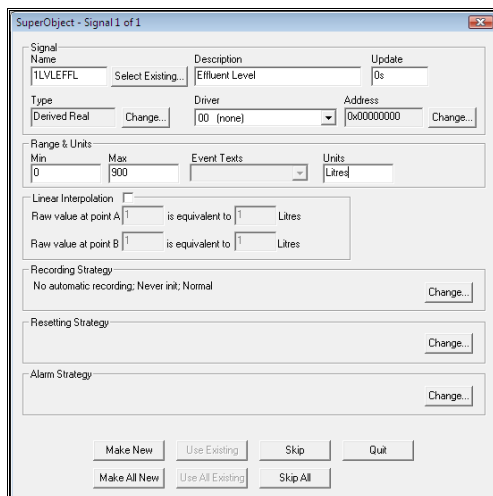 SuperObject - Signal 1 of 1
Signal
Name Description Update
1LVLEFFL Select Existing... Effluent Level 0s
Type Driver Address
Derived Real Change... 00 (none) 0x00000000 Change...
Range & Units
Min Max Event Texts Units
0 900 Litres
Linear Interpolation
Raw value at point A 1 is equivalent to 1 Litres
Raw value at point B 1 is equivalent to 1 Litres
Recording Strategy
No automatic recording; Never init; Normal
Change...
Resetting Strategy
Change...
Alarm Strategy
Change...
Make New Use Existing Skip Quit
Make All New Use All Existing Skip All